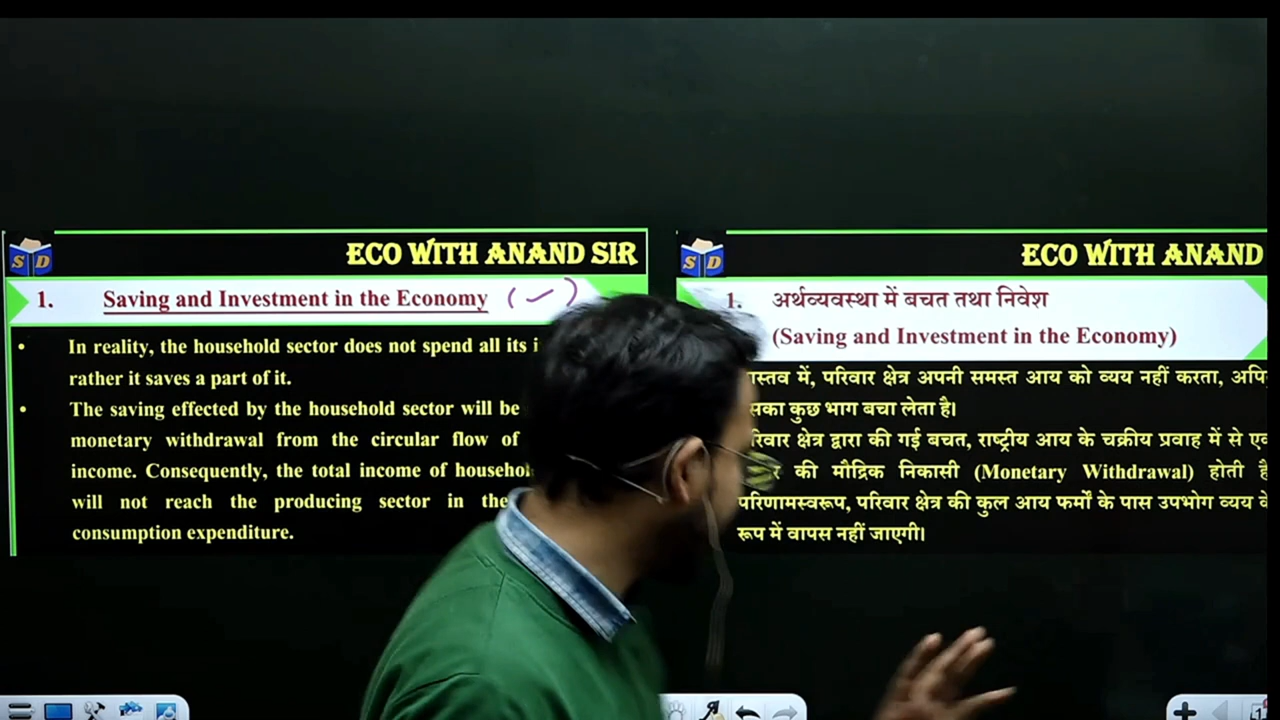 S D
ECO WITH ANAND SIR
1. Saving and Investment in the Economy
• In reality, the household sector does not spend all its
rather it saves a part of it.
• The saving effected by the household sector will be
monetary withdrawal from the circular flow of
income. Consequently, the total income of
will not reach the producing sector in the
consumption expenditure.
S D
ECO WITH ANAND
1. अर्थव्यवस्था में बचत तथा निवेश
(Saving and Investment in the Economy)
में, परिवार क्षेत्र अपनी समस्त आय को व्यय नहीं करता,
कुछ भाग बचा लेता है।
क्षेत्र द्वारा की गई बचत, राष्ट्रीय आय के चक्रीय प्रवाह में से
की मौद्रिक निकासी (Monetary Withdrawal) होती
परिणामस्वरूप, परिवार क्षेत्र की कुल आय फर्मों के पास उपभोग व्यय
रूप में वापस नहीं जाएगी।